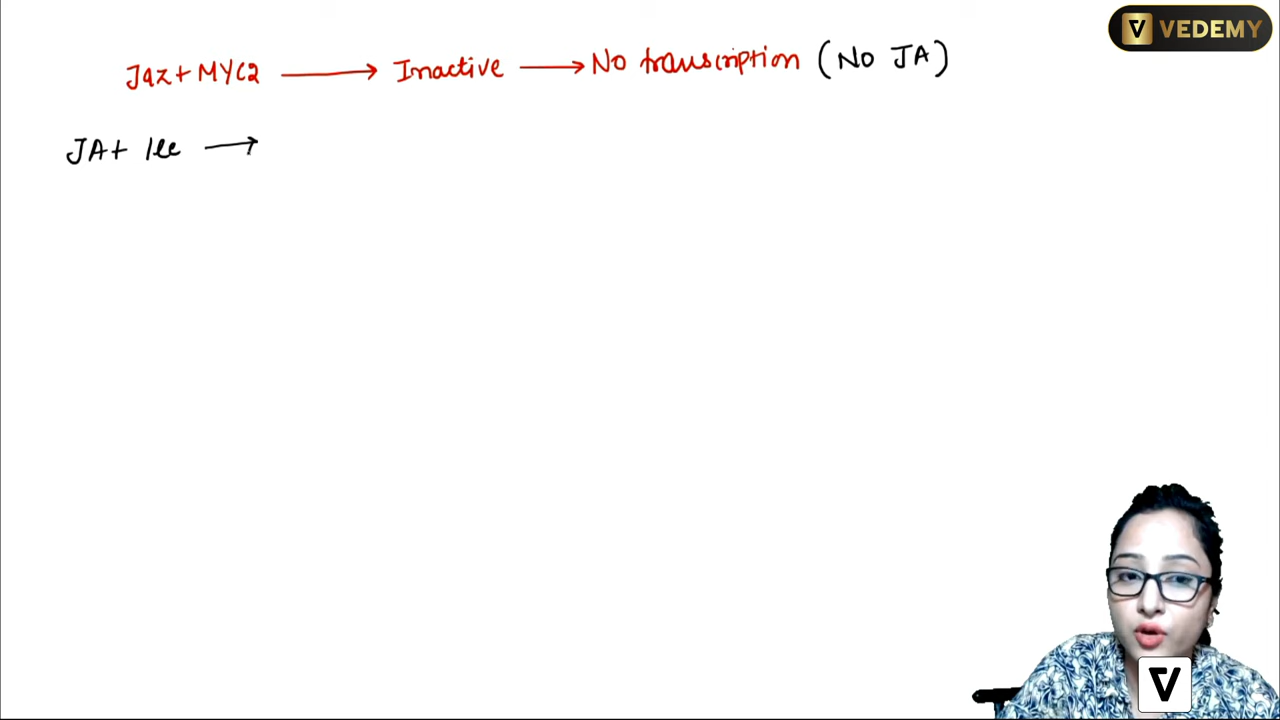 VEDEMY
Jaz + MYC2 → Inactive → No transcription (No JA)
JA + Ile →